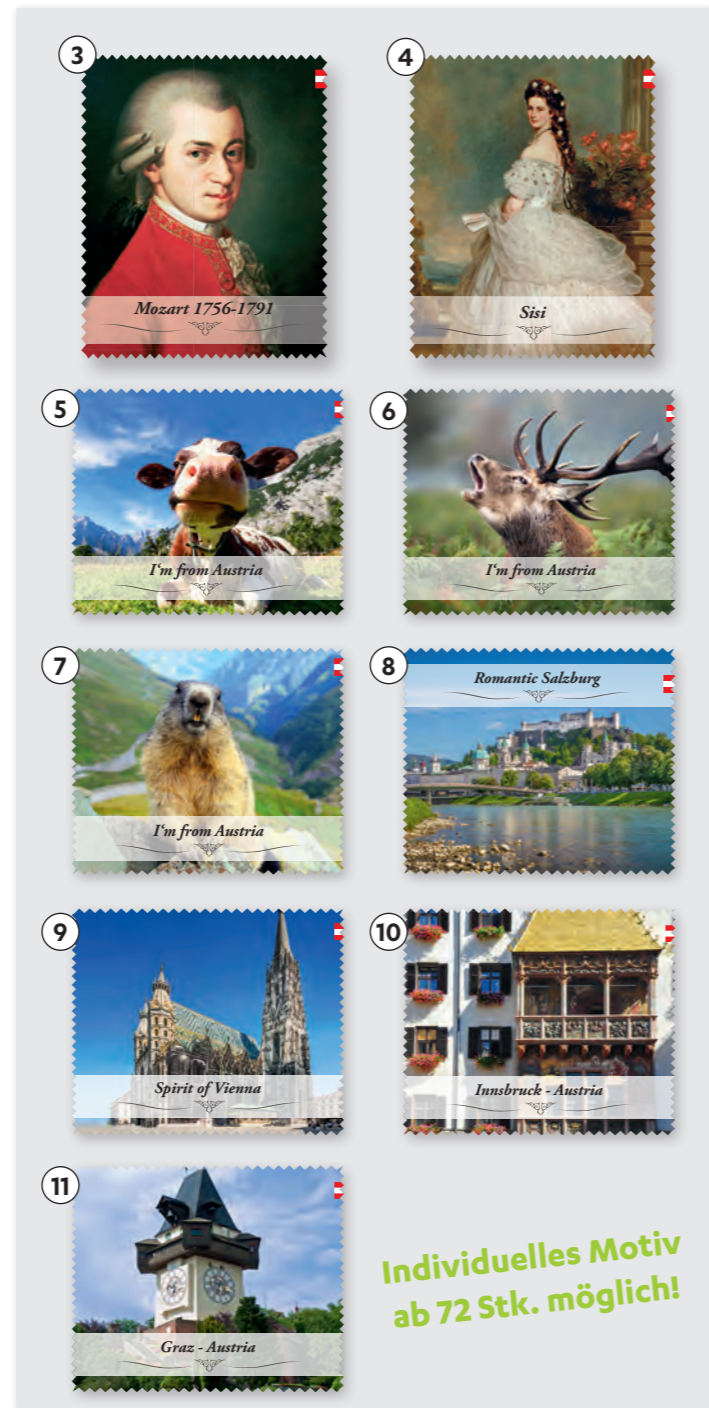 3
4
Mozart 1756-1791
Sisi
5
6
I‘m from Austria
I‘m from Austria
7
8
Romantic Salzburg
I‘m from Austria
9
10
Spirit of Vienna
Innsbruck - Austria
11
Individuelles Motiv
ab 72 Stk. möglich!
Graz - Austria